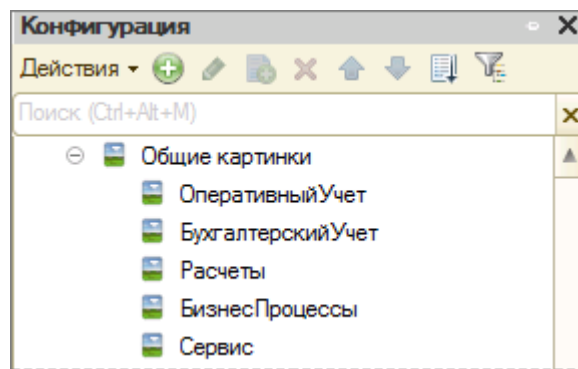 Конфигурация
Действия
Поиск (Ctrl+Alt+M)
Общие картинки
ОперативныйУчет
БухгалтерскийУчет
Расчеты
БизнесПроцессы
Сервис